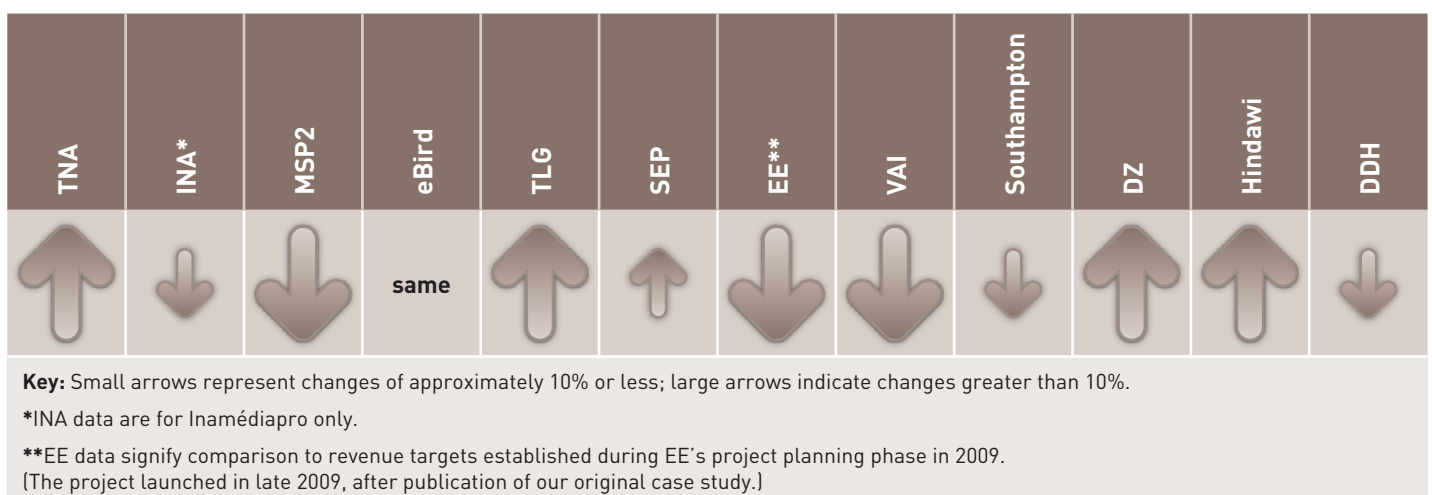 TNA
INA*
MSP2
eBird
TLG
SEP
EE**
VAI
Southampton
DZ
Hindawi
DDH
same
Key: Small arrows represent changes of approximately 10% or less; large arrows indicate changes greater than 10%.
*INA data are for Inamédiapro only.
**EE data signify comparison to revenue targets established during EE’s project planning phase in 2009.
(The project launched in late 2009, after publication of our original case study.)